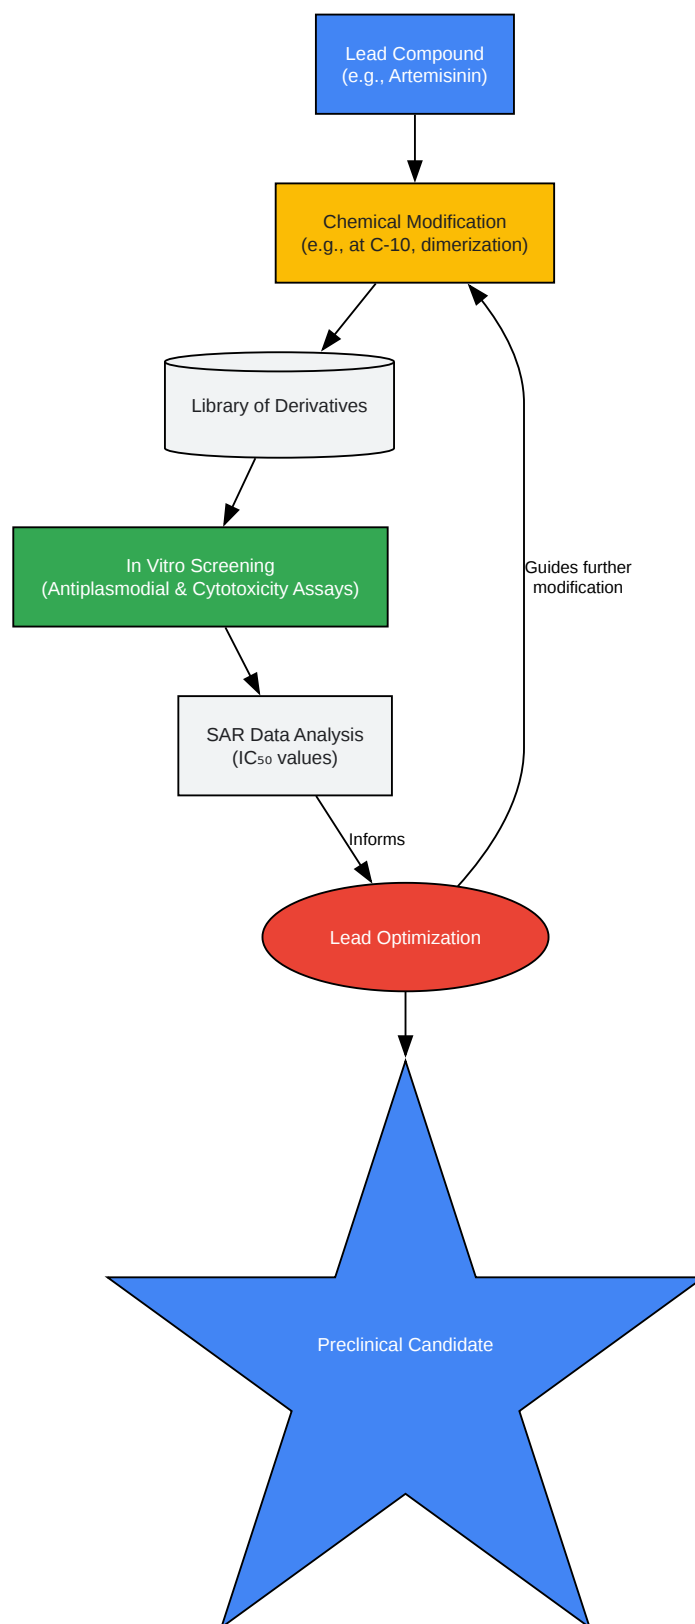 Lead Compound
(e.g., Artemisinin)
Chemical Modification
(e.g., at C-10, dimerization)
Library of Derivatives
In Vitro Screening
(Antiplasmodial & Cytotoxicity Assays)
Guides further
modification
SAR Data Analysis
(IC₅₀ values)
Informs
Lead Optimization
Preclinical Candidate